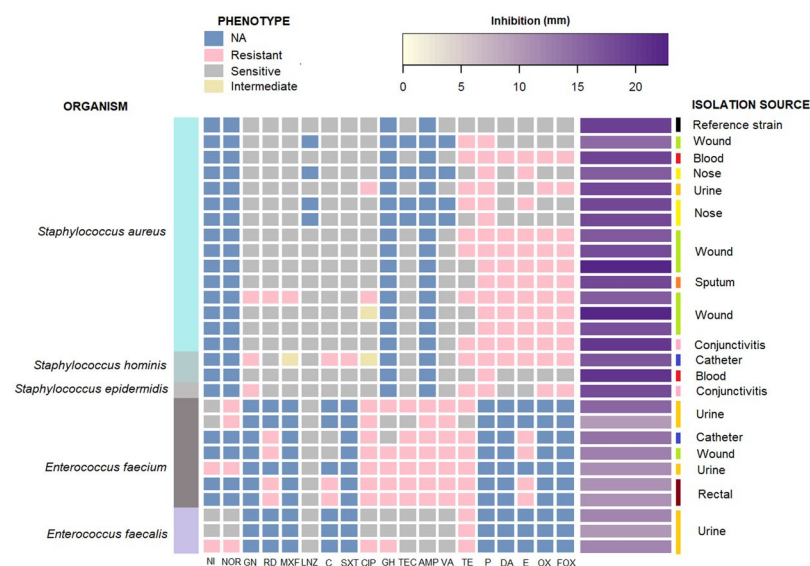 PHENOTYPE
NA
Resistant
Sensitive
Intermediate
Inhibition (mm)
0 5 10 15 20
ORGANISM
ISOLATION SOURCE
Reference strain
Wound
Blood
Nose
Urine
Nose
Staphylococcus aureus
Wound
Sputum
Wound
Conjunctivitis
Staphylococcus hominis
Catheter
Blood
Staphylococcus epidermidis
Conjunctivitis
Urine
Catheter
Enterococcus faecium
Wound
Urine
Rectal
Enterococcus faecalis
Urine
NI NOR GN RD MXF LNZ C SXT CIP GH TEC AMP VA TE P DA E OX FOX